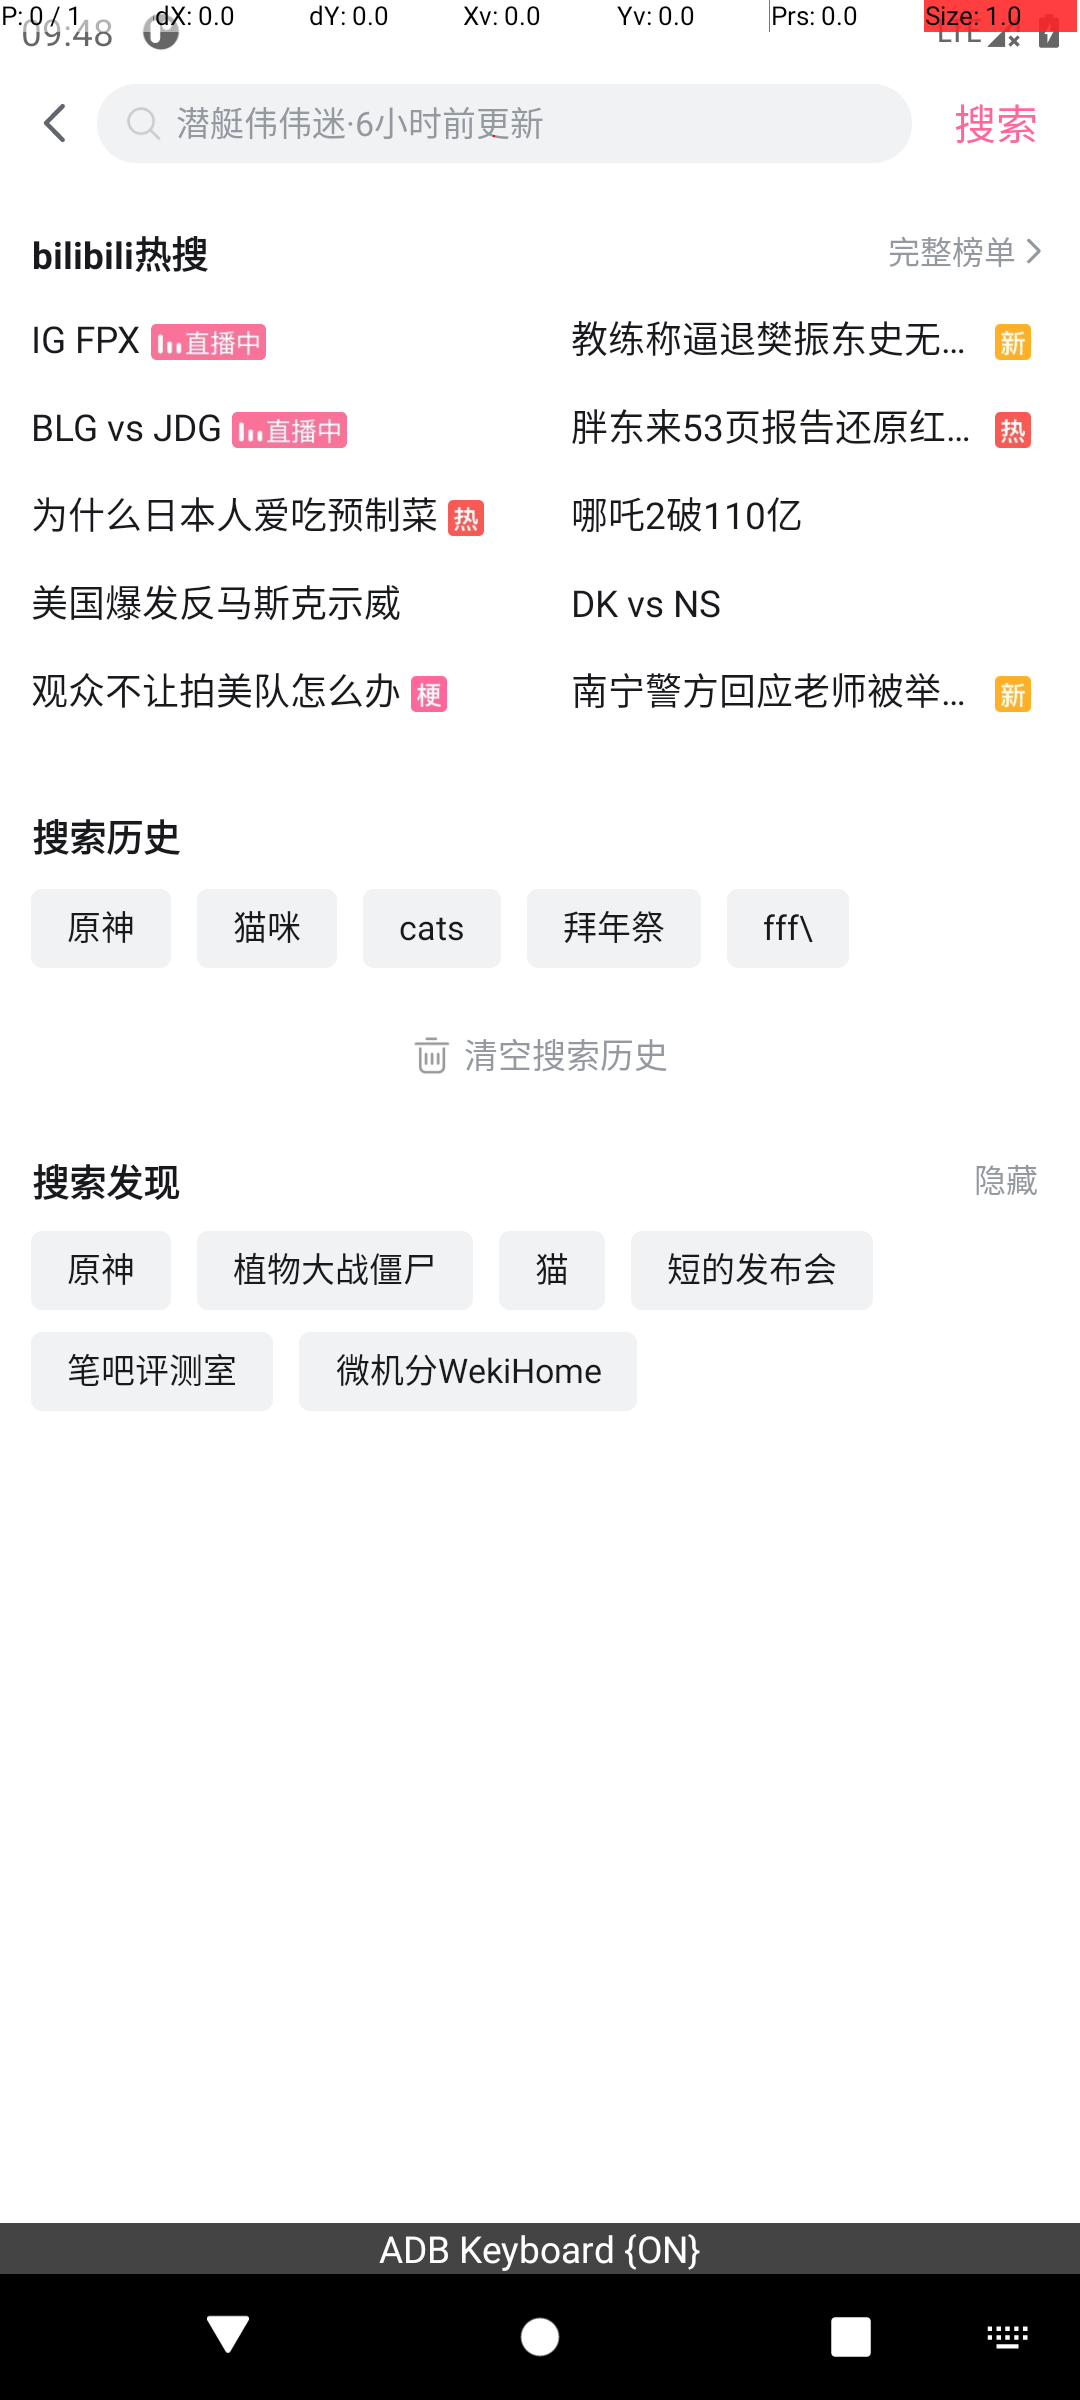 P: 0 / 1 dX: 0.0 dY: 0.0 Xv: 0.0 Yv: 0.0 Prs: 0.0 Size: 1.0
09:48 LTE
潜艇伟伟迷·6小时前更新 搜索
bilibili热搜 完整榜单
IG FPX 直播中 教练称逼退樊振东史无... 新
BLG vs JDG 直播中 胖东来53页报告还原红... 热
为什么日本人爱吃预制菜 热 哪吒2破110亿
美国爆发反马斯克示威 DK vs NS
观众不让拍美队怎么办 梗 南宁警方回应老师被举... 新
搜索历史
原神 猫咪 cats 拜年祭 fff\
清空搜索历史
搜索发现 隐藏
原神 植物大战僵尸 猫 短的发布会
笔吧评测室 微机分WekiHome
ADB Keyboard {ON}